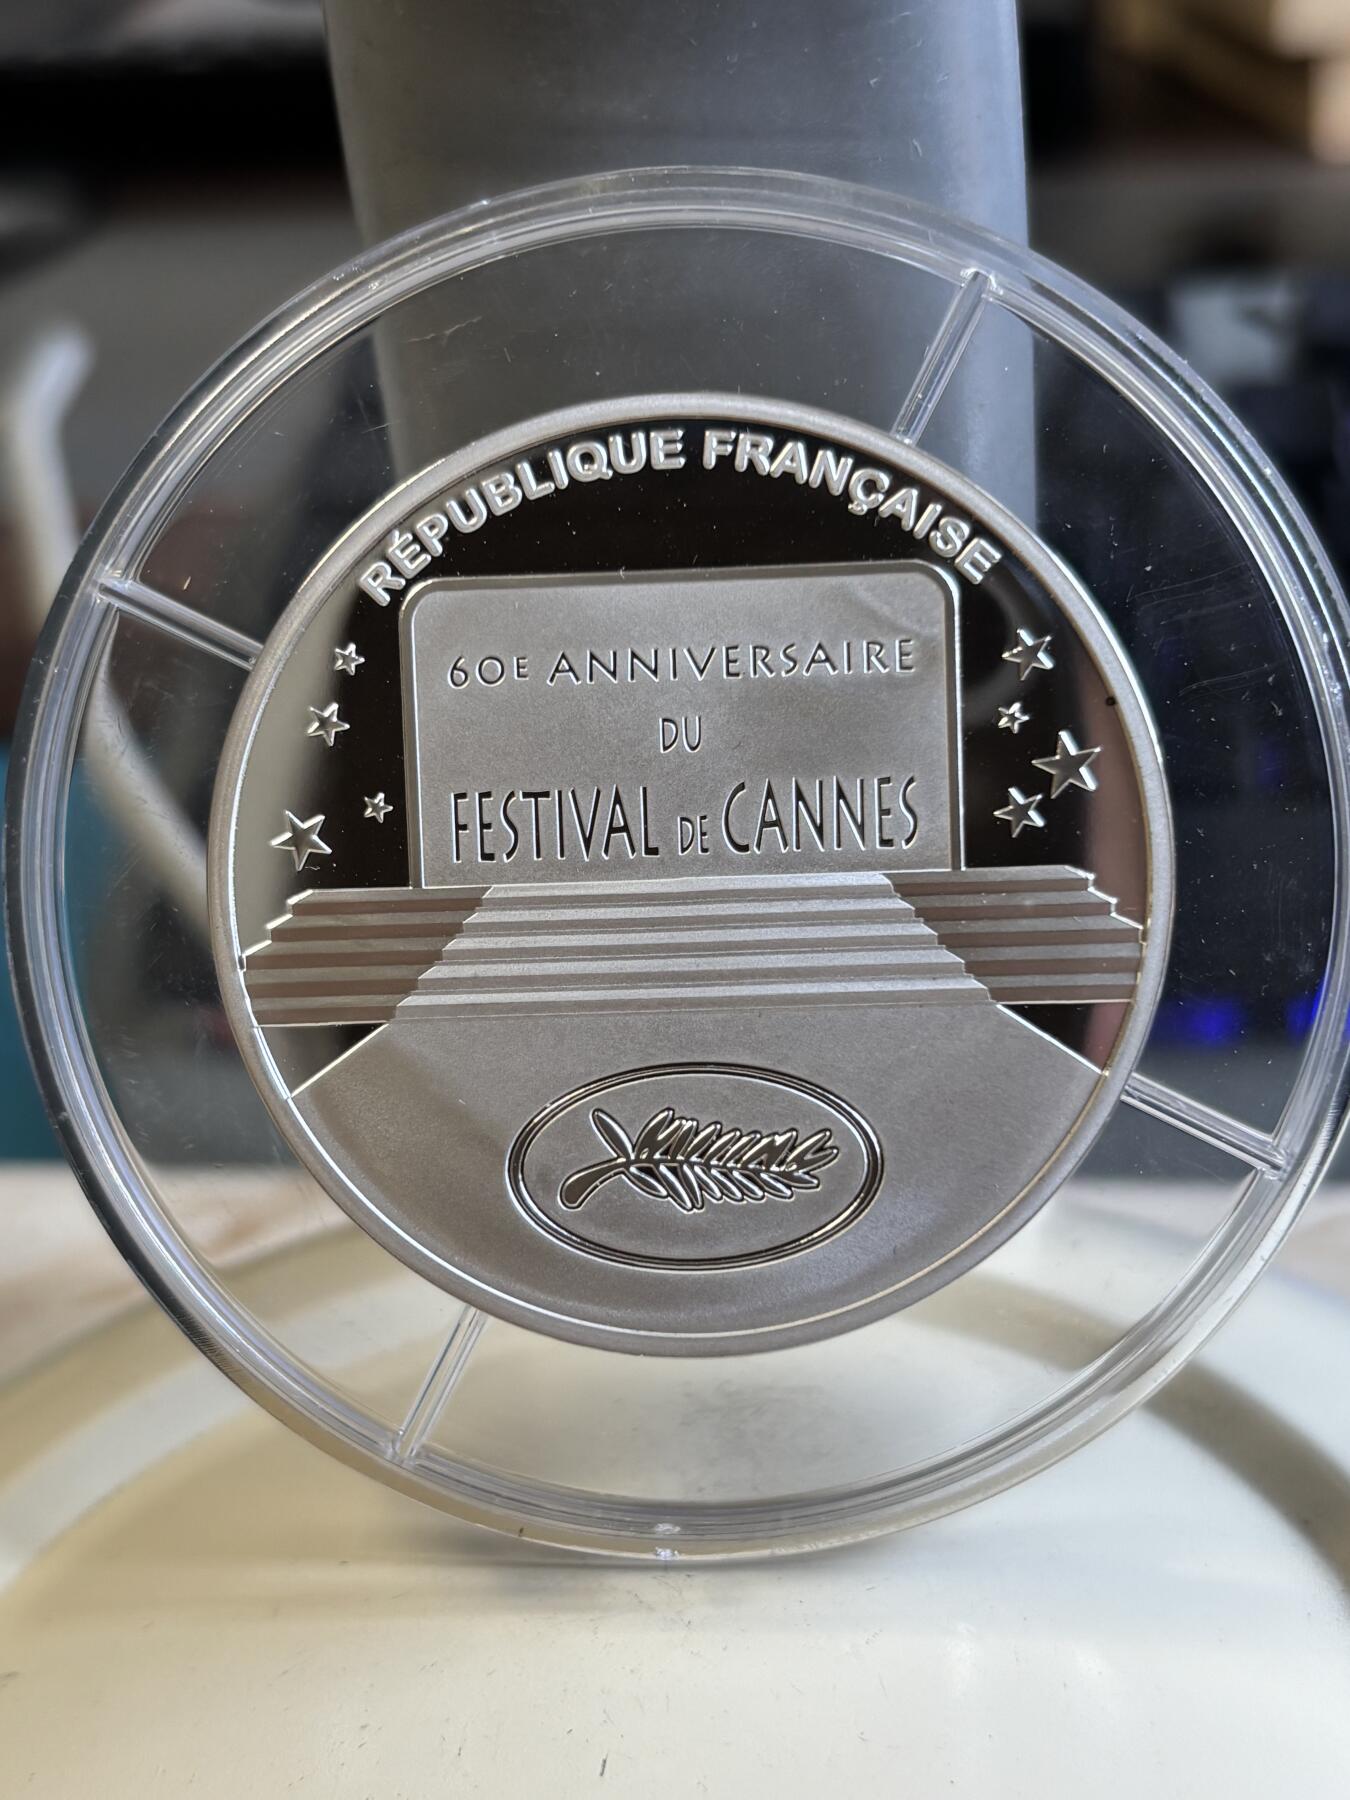 RÉPUBLIQUE FRANÇAISE
60E ANNIVERSAIRE
DU
FESTIVAL DE CANNES